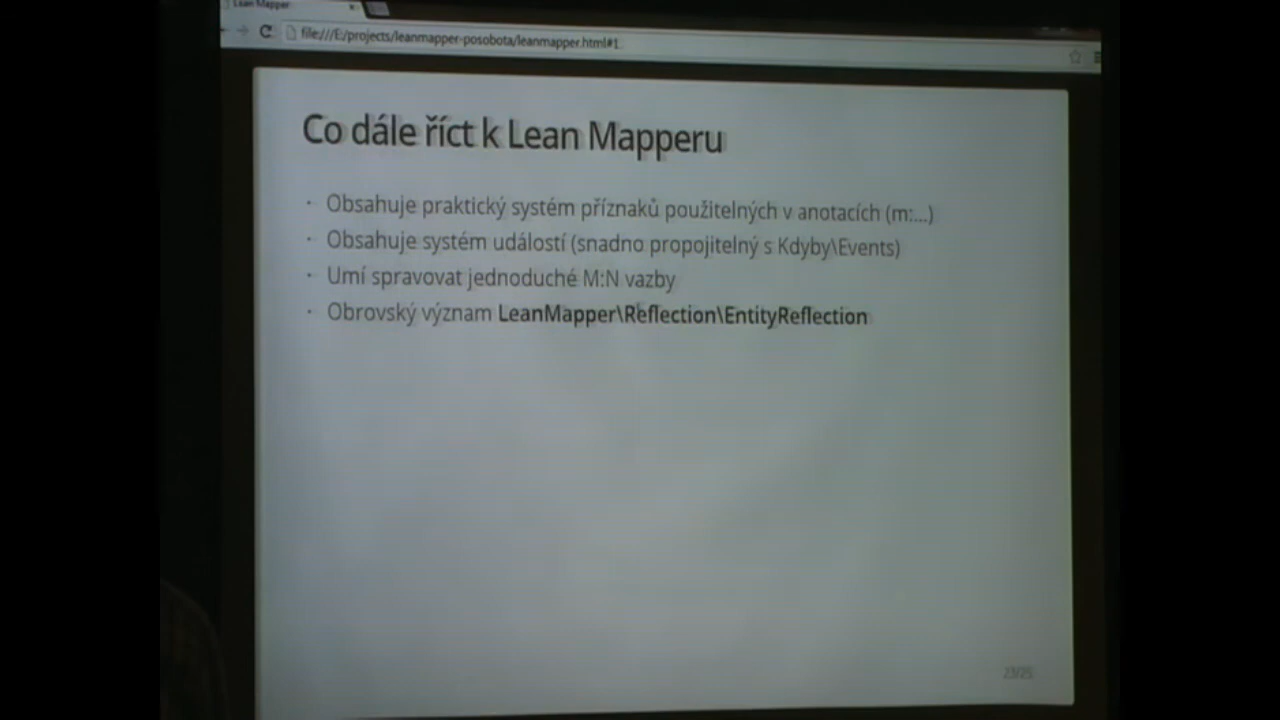 Lean Mapper
file:///E:/projects/leanmapper-posobota/leanmapper.html#1
Co dále říct k Lean Mapperu
· Obsahuje praktický systém příznaků použitelných v anotacích (m:...)
· Obsahuje systém událostí (snadno propojitelný s Kdyby\Events)
· Umí spravovat jednoduché M:N vazby
· Obrovský význam LeanMapper\Reflection\EntityReflection
23/25